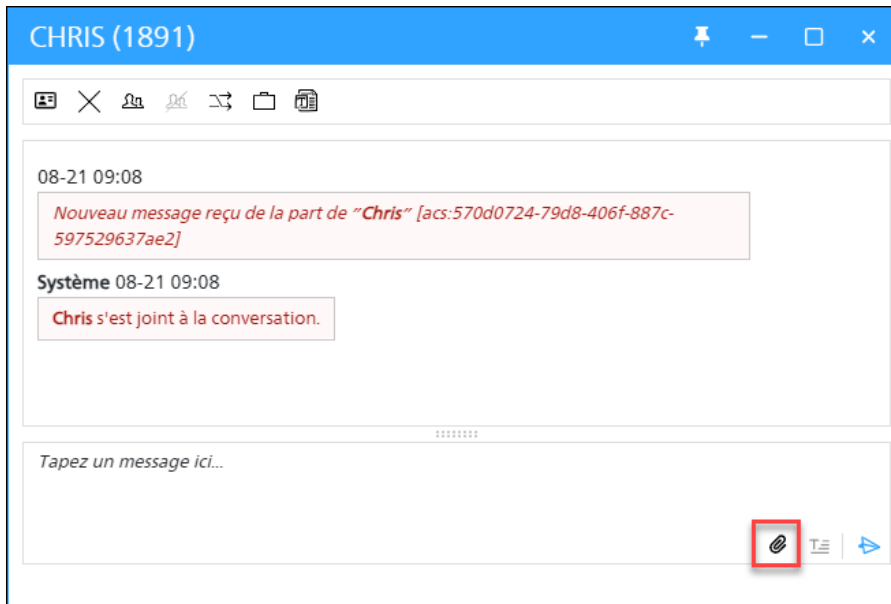 CHRIS (1891)
08-21 09:08
Nouveau message reçu de la part de "Chris" [acs:570d0724-79d8-406f-887c-
597529637ae2]
Système 08-21 09:08
Chris s'est joint à la conversation.
Tapez un message ici...